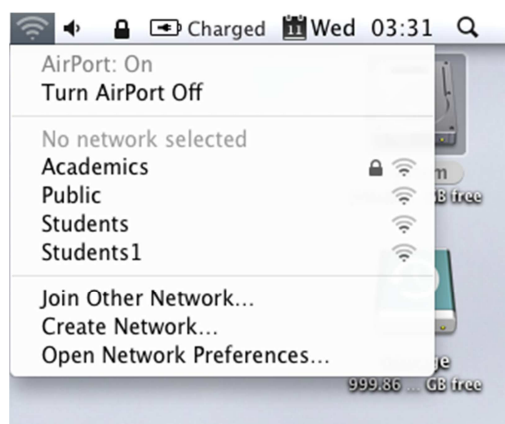 Charged 11 Wed 03:31
AirPort: On
Turn AirPort Off
No network selected
Academics
Public
Students
Students1
Join Other Network...
Create Network...
Open Network Preferences...
GB free
999.86 ... GB free